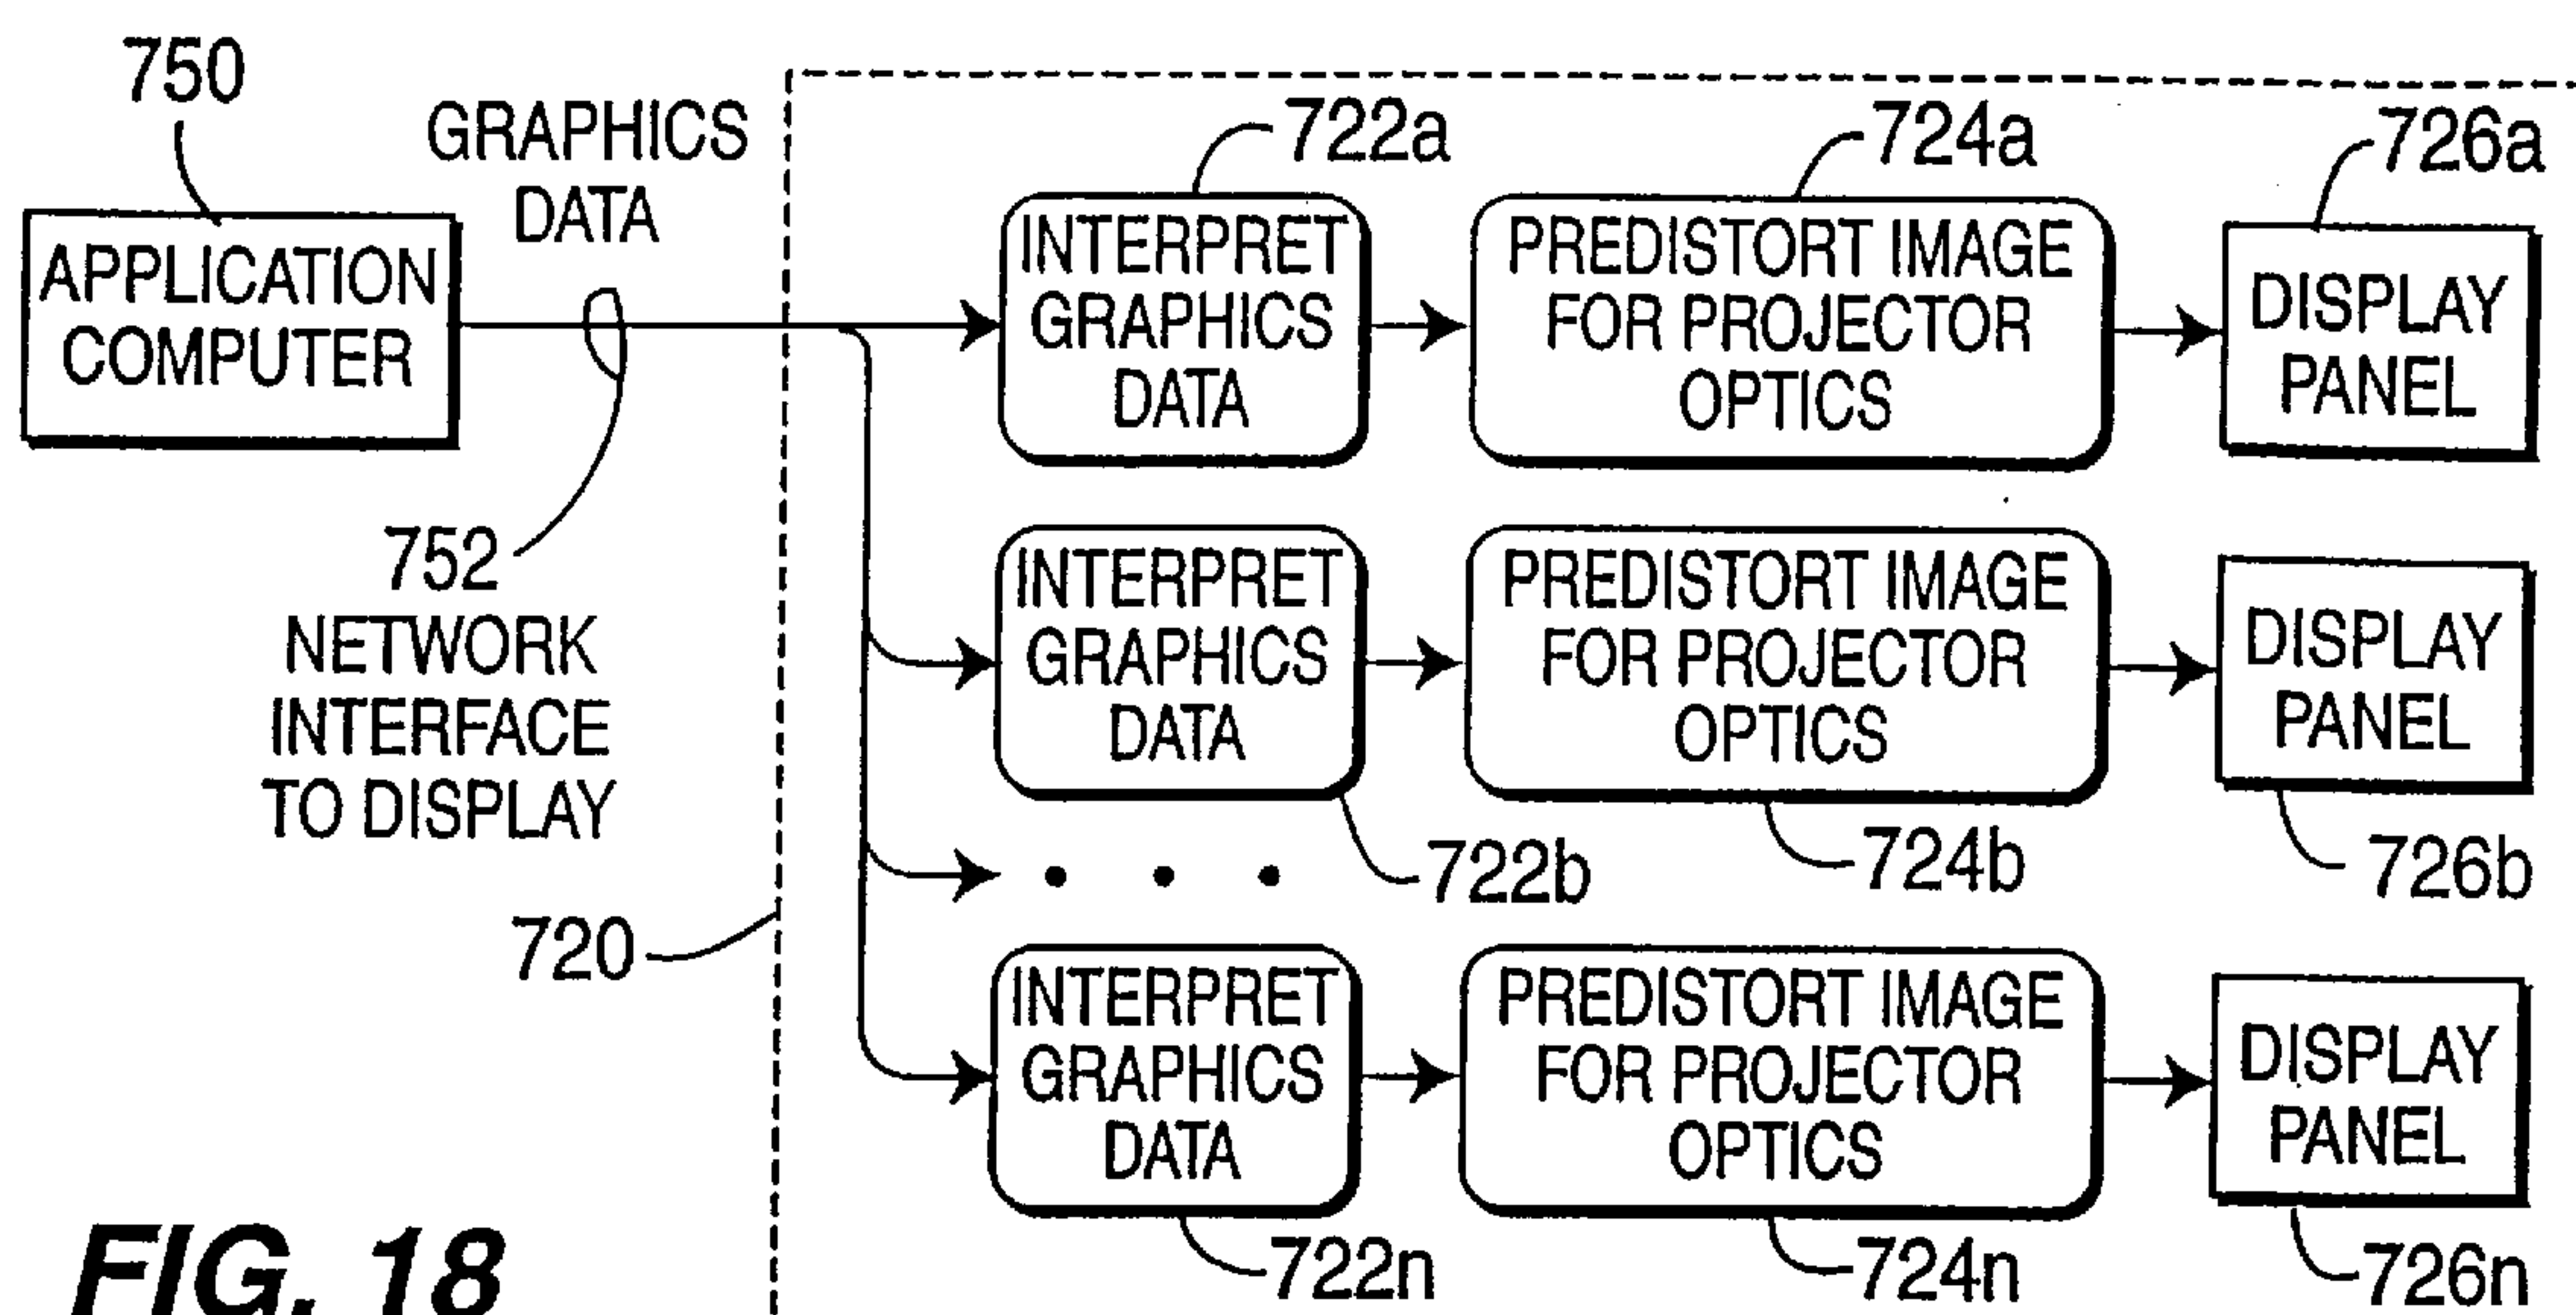 750
GRAPHICS
DATA
APPLICATION
COMPUTER
752
NETWORK
INTERFACE
TO DISPLAY
720
722a
INTERPRET
GRAPHICS
DATA
724a
PREDISTORT IMAGE
FOR PROJECTOR
OPTICS
726a
DISPLAY
PANEL
INTERPRET
GRAPHICS
DATA
722b
PREDISTORT IMAGE
FOR PROJECTOR
OPTICS
724b
DISPLAY
PANEL
726b
• • •
INTERPRET
GRAPHICS
DATA
722n
PREDISTORT IMAGE
FOR PROJECTOR
OPTICS
724n
DISPLAY
PANEL
726n
FIG. 18